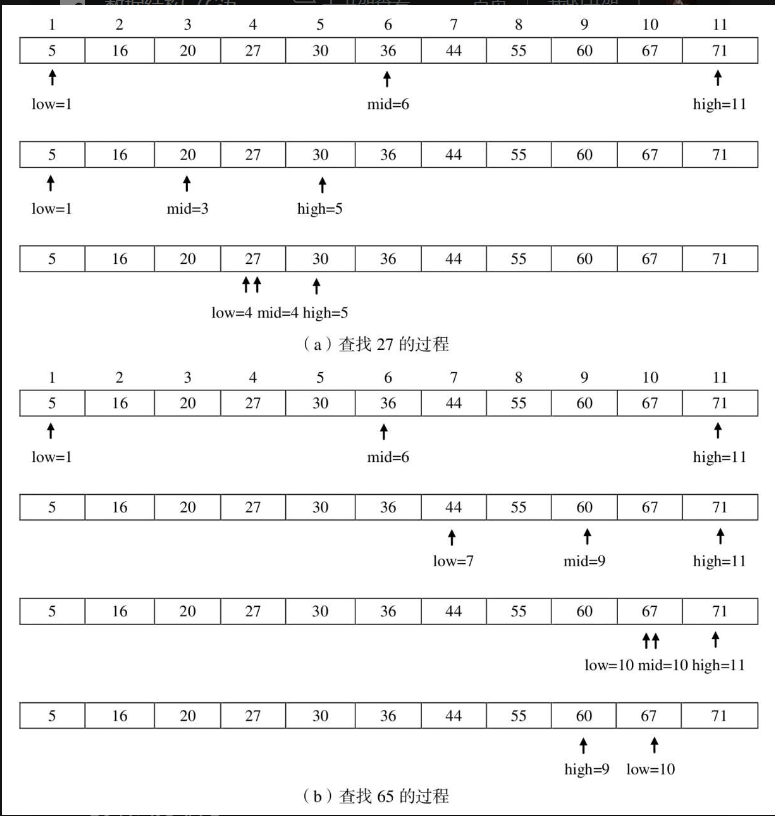 1 2 3 4 5 6 7 8 9 10 11
5 16 20 27 30 36 44 55 60 67 71
low=1 mid=6 high=11
5 16 20 27 30 36 44 55 60 67 71
low=1 mid=3 high=5
5 16 20 27 30 36 44 55 60 67 71
low=4 mid=4 high=5
（a）查找 27 的过程
1 2 3 4 5 6 7 8 9 10 11
5 16 20 27 30 36 44 55 60 67 71
low=1 mid=6 high=11
5 16 20 27 30 36 44 55 60 67 71
low=7 mid=9 high=11
5 16 20 27 30 36 44 55 60 67 71
low=10 mid=10 high=11
5 16 20 27 30 36 44 55 60 67 71
high=9 low=10
（b）查找 65 的过程